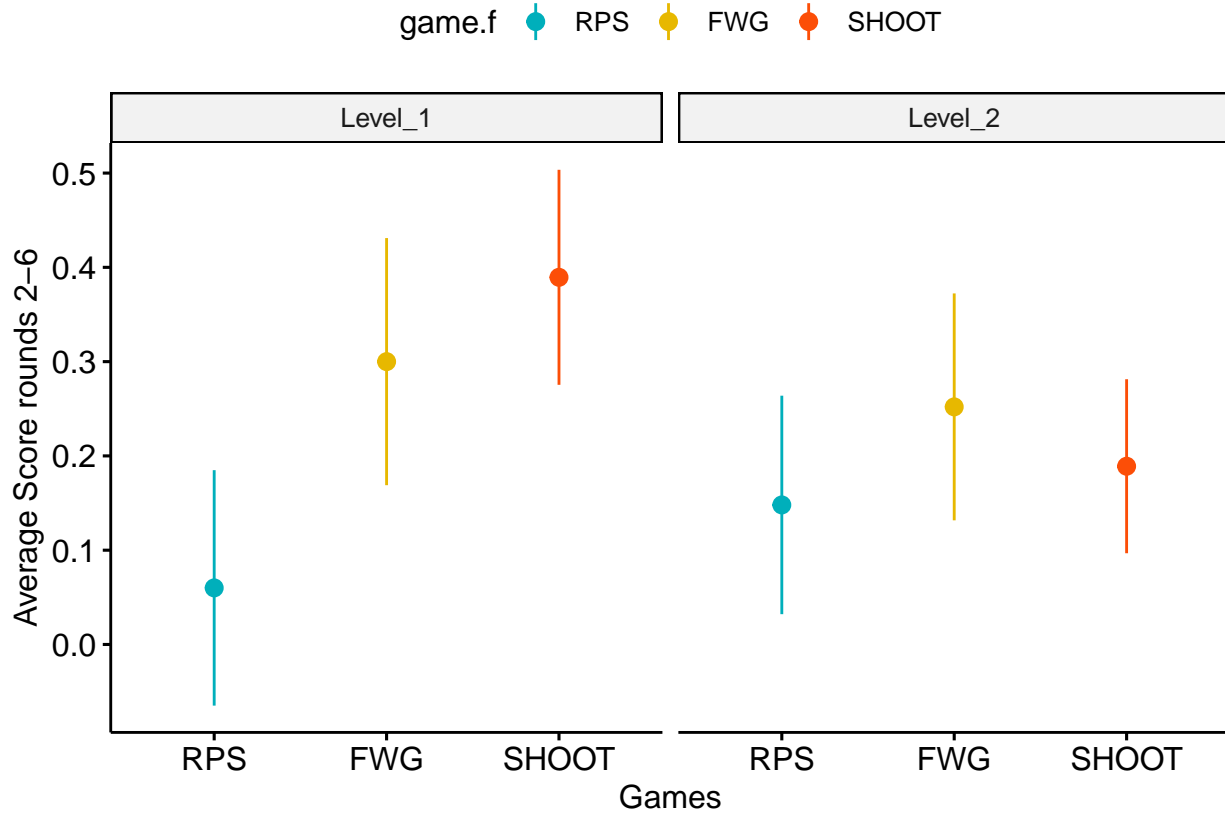 game.f RPS FWG SHOOT
Level_1 Level_2
Average Score rounds 2−6
0.5
0.4
0.3
0.2
0.1
0.0
RPS FWG SHOOT RPS FWG SHOOT
Games